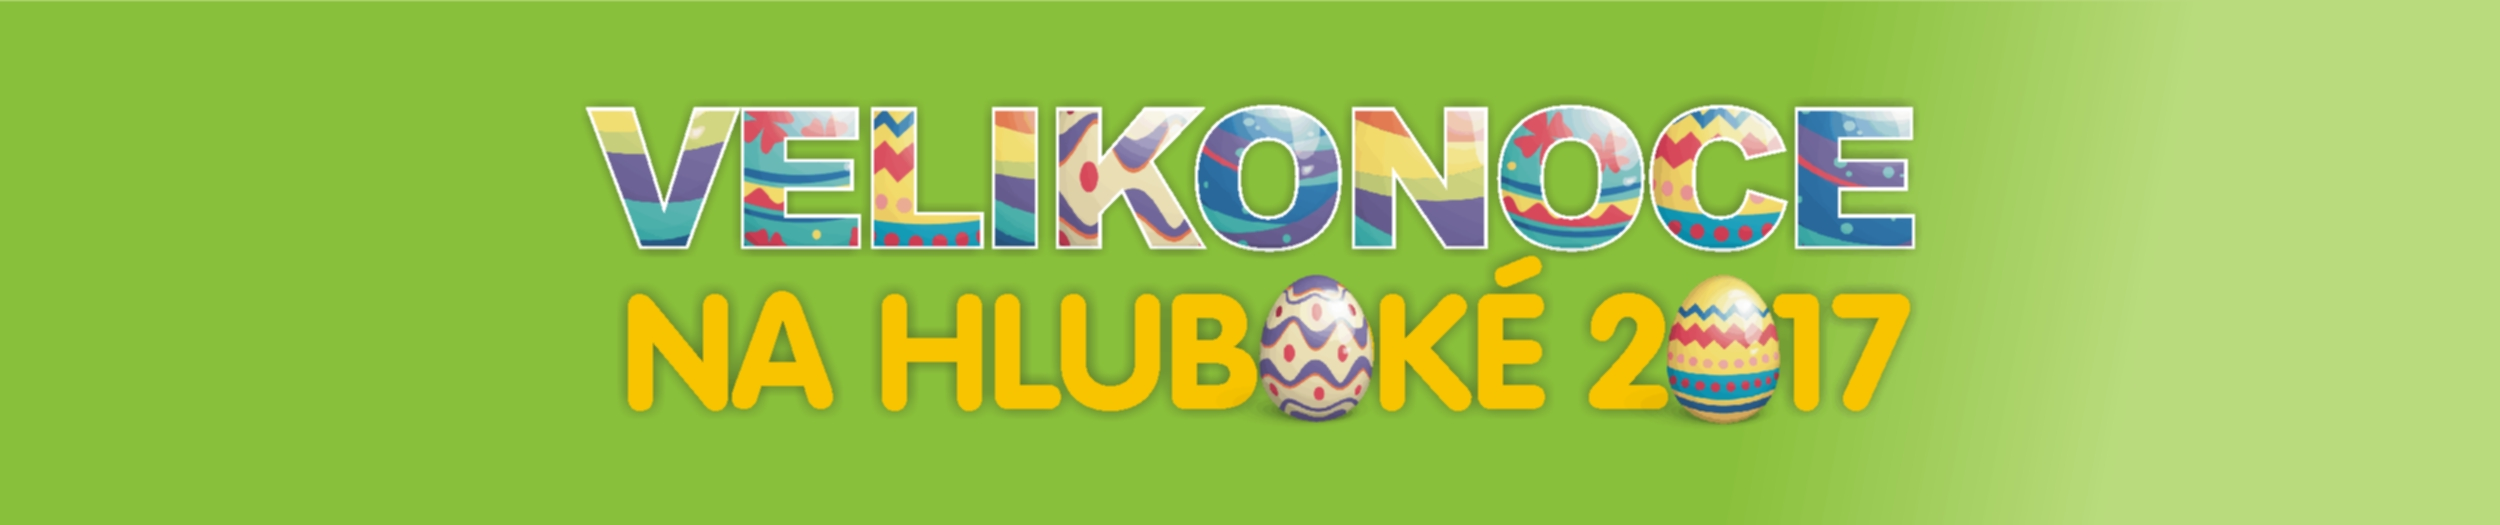 VELIKONOCE
NA HLUBOKÉ 2017